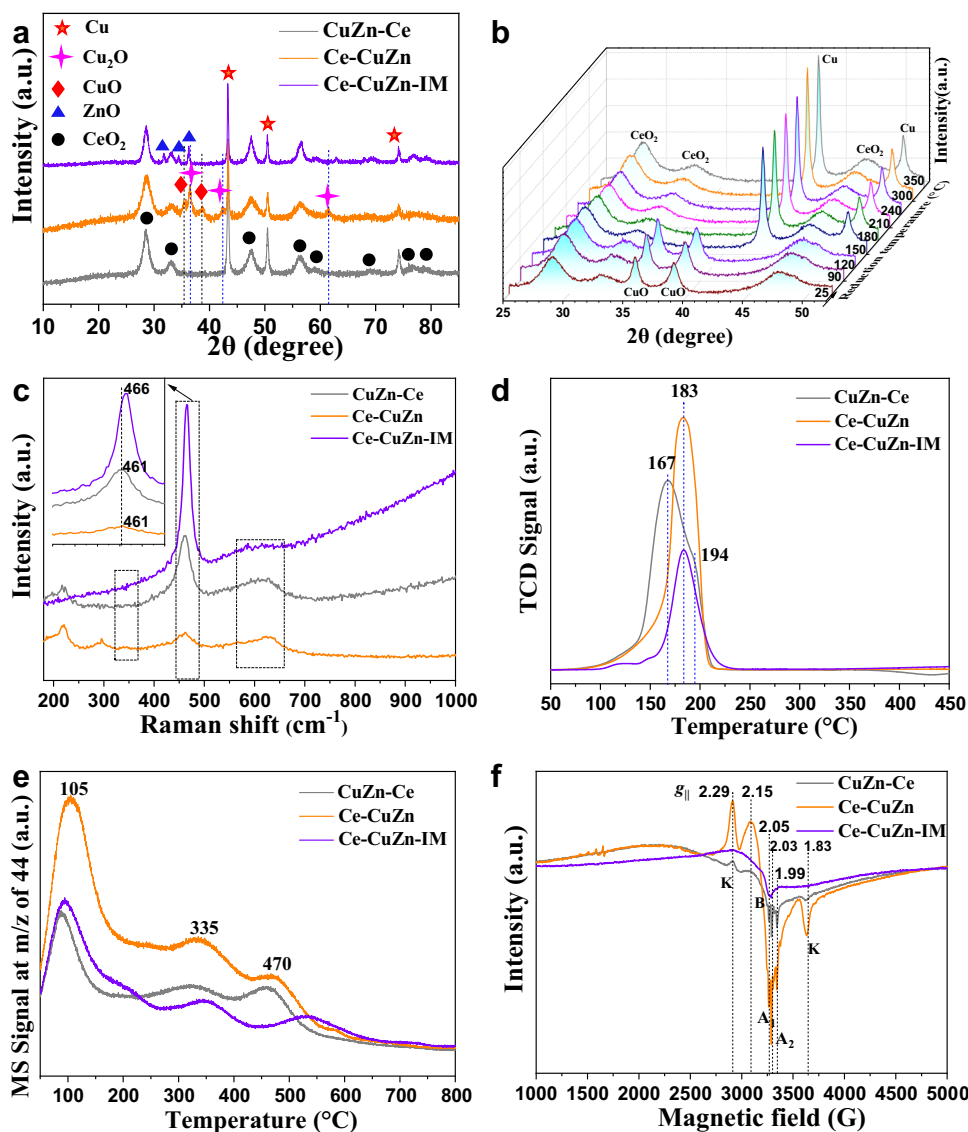 a
Cu
Cu₂O
CuO
ZnO
CeO₂
CuZn-Ce
Ce-CuZn
Ce-CuZn-IM
Intensity (a.u.)
10 20 30 40 50 60 70 80
2θ (degree)
b
Cu
Cu
CeO₂
CeO₂
CeO₂
CuO
CuO
Intensity(a.u.)
350
300
240
210
180
150
120
90
25
Reduction temperature (°C)
25 30 35 40 45 50
2θ (degree)
c
466
461
461
CuZn-Ce
Ce-CuZn
Ce-CuZn-IM
Intensity (a.u.)
200 300 400 500 600 700 800 900 1000
Raman shift (cm⁻¹)
d
183
167
194
CuZn-Ce
Ce-CuZn
Ce-CuZn-IM
TCD Signal (a.u.)
50 100 150 200 250 300 350 400 450
Temperature (°C)
e
105
335
470
CuZn-Ce
Ce-CuZn
Ce-CuZn-IM
MS Signal at m/z of 44 (a.u.)
100 200 300 400 500 600 700 800
Temperature (°C)
f
CuZn-Ce
Ce-CuZn
Ce-CuZn-IM
g∥ 2.29 2.15
2.05
2.03 1.83
1.99
K
B
K
A₁
A₂
Intensity (a.u.)
1000 1500 2000 2500 3000 3500 4000 4500 5000
Magnetic field (G)